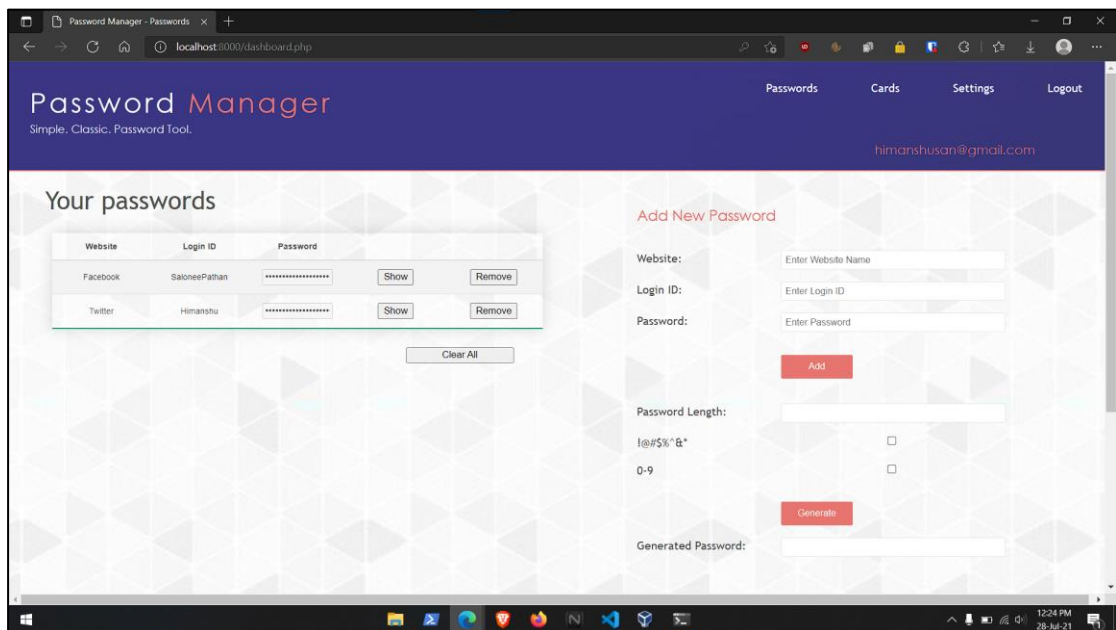 Password Manager - Passwords
localhost:8000/dashboard.php
Password Manager
Simple. Classic. Password Tool.
Passwords Cards Settings Logout
himanshusan@gmail.com
Your passwords
Website Login ID Password
Facebook SaloneePathan ••••••••••••••••••• Show Remove
Twitter Himanshu ••••••••••••••••••• Show Remove
Clear All
Add New Password
Website: Enter Website Name
Login ID: Enter Login ID
Password: Enter Password
Add
Password Length:
!@#$%^&*
0-9
Generate
Generated Password:
12:24 PM
28-Jul-21